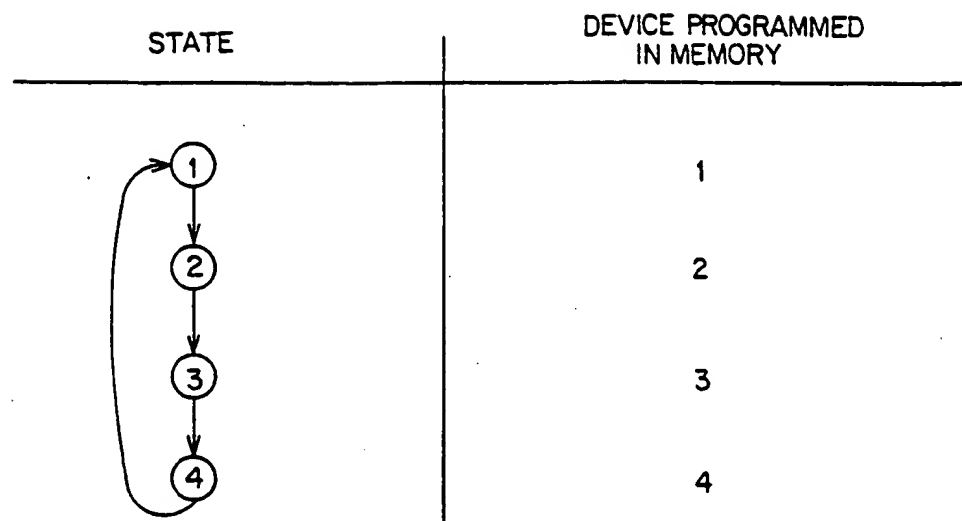 STATE
DEVICE PROGRAMMED
IN MEMORY
1 1
2 2
3 3
4 4